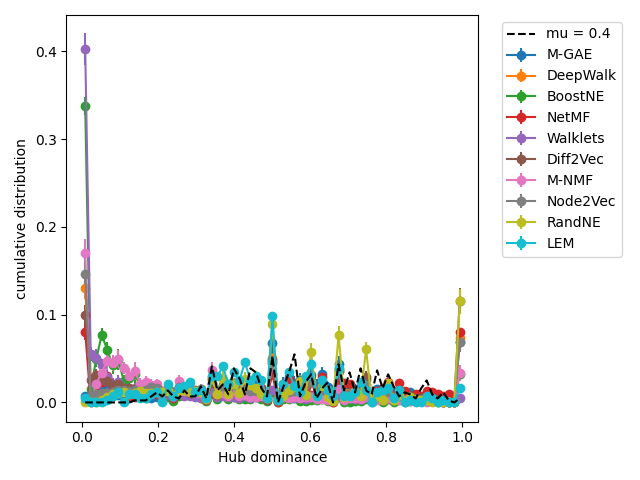 cumulative distribution
0.4
0.3
0.2
0.1
0.0
0.0 0.2 0.4 0.6 0.8 1.0
Hub dominance
mu = 0.4
M-GAE
DeepWalk
BoostNE
NetMF
Walklets
Diff2Vec
M-NMF
Node2Vec
RandNE
LEM